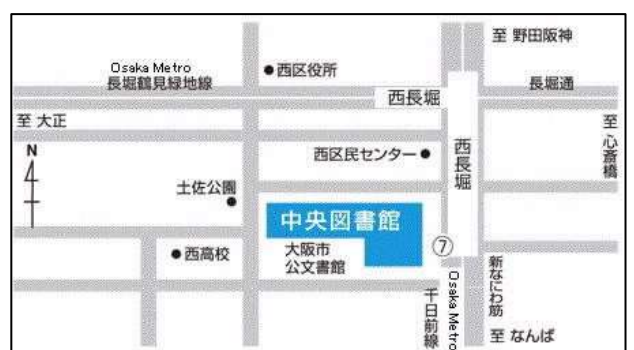 至 野田阪神
Osaka Metro
長堀鶴見緑地線
●西区役所
西長堀
長堀通
至 大正
至 心斎橋
N
西区民センター●
西長堀
土佐公園
●
中央図書館
大阪市
公文書館
⑦
●西高校
新なにわ筋
千日前線
Osaka Metro
至 なんば